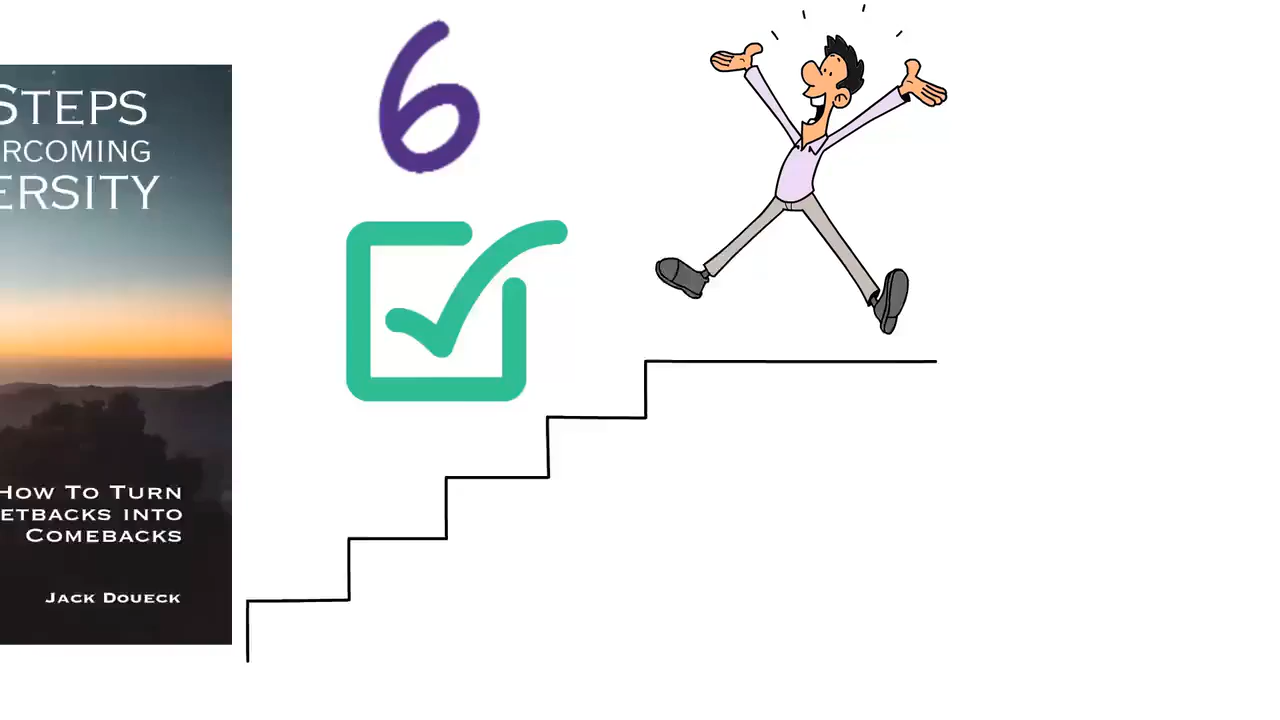 STEPS
RCOMING
ERSITY
6
HOW TO TURN
ETBACKS INTO
COMEBACKS
JACK DOUECK